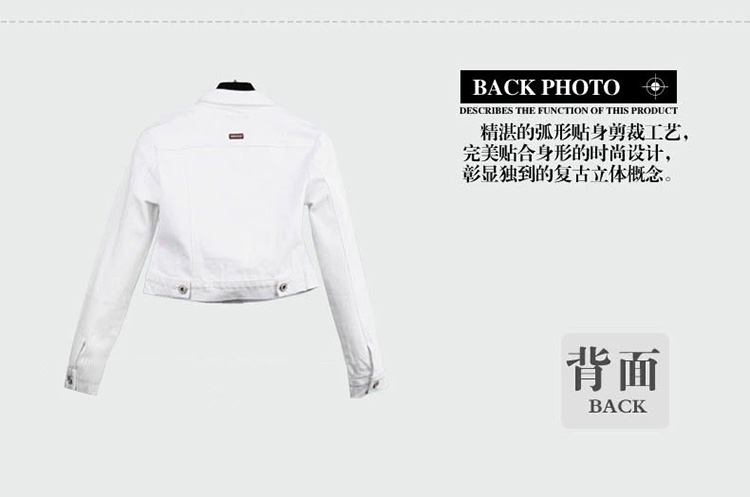 BACK PHOTO
DESCRIBES THE FUNCTION OF THIS PRODUCT
精湛的弧形贴身剪裁工艺，
完美贴合身形的时尚设计，
彰显独到的复古立体概念。
背面
BACK